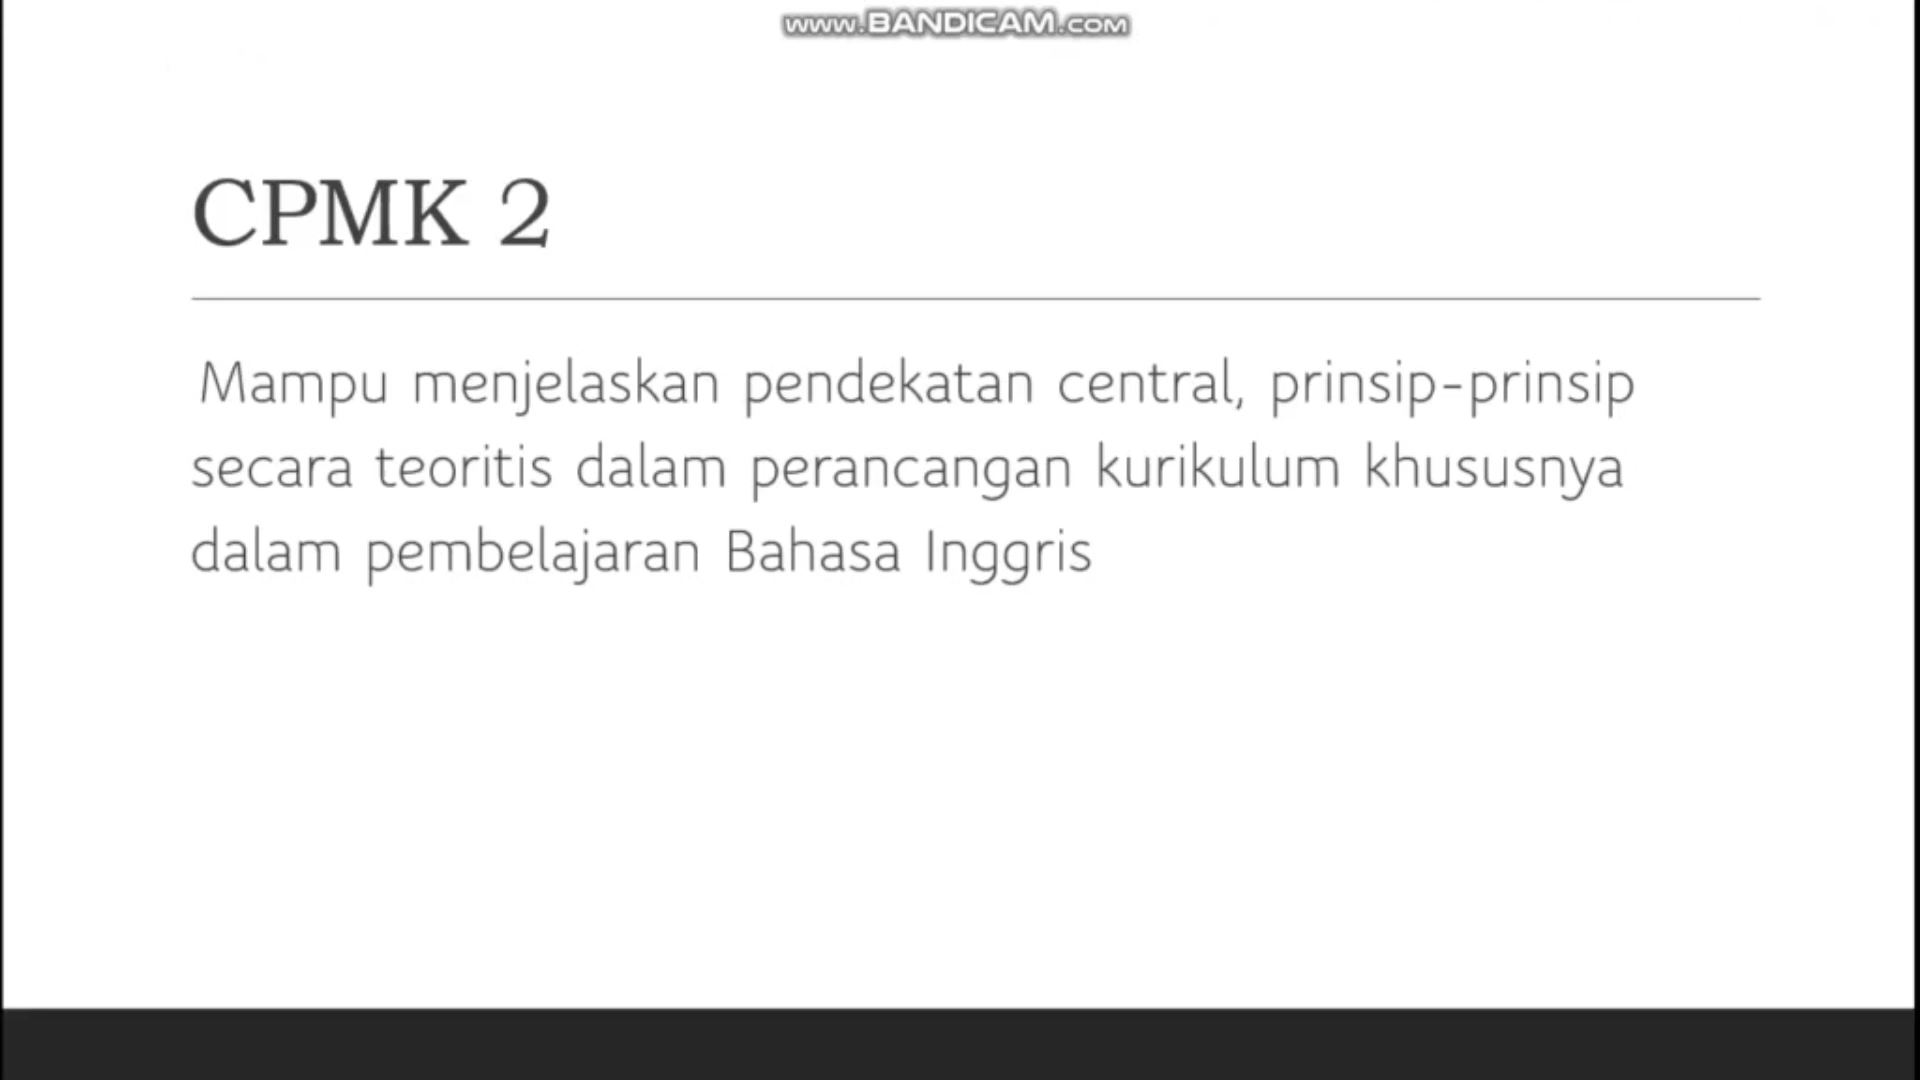 www.BANDICAM.com
CPMK 2
Mampu menjelaskan pendekatan central, prinsip-prinsip
secara teoritis dalam perancangan kurikulum khususnya
dalam pembelajaran Bahasa Inggris